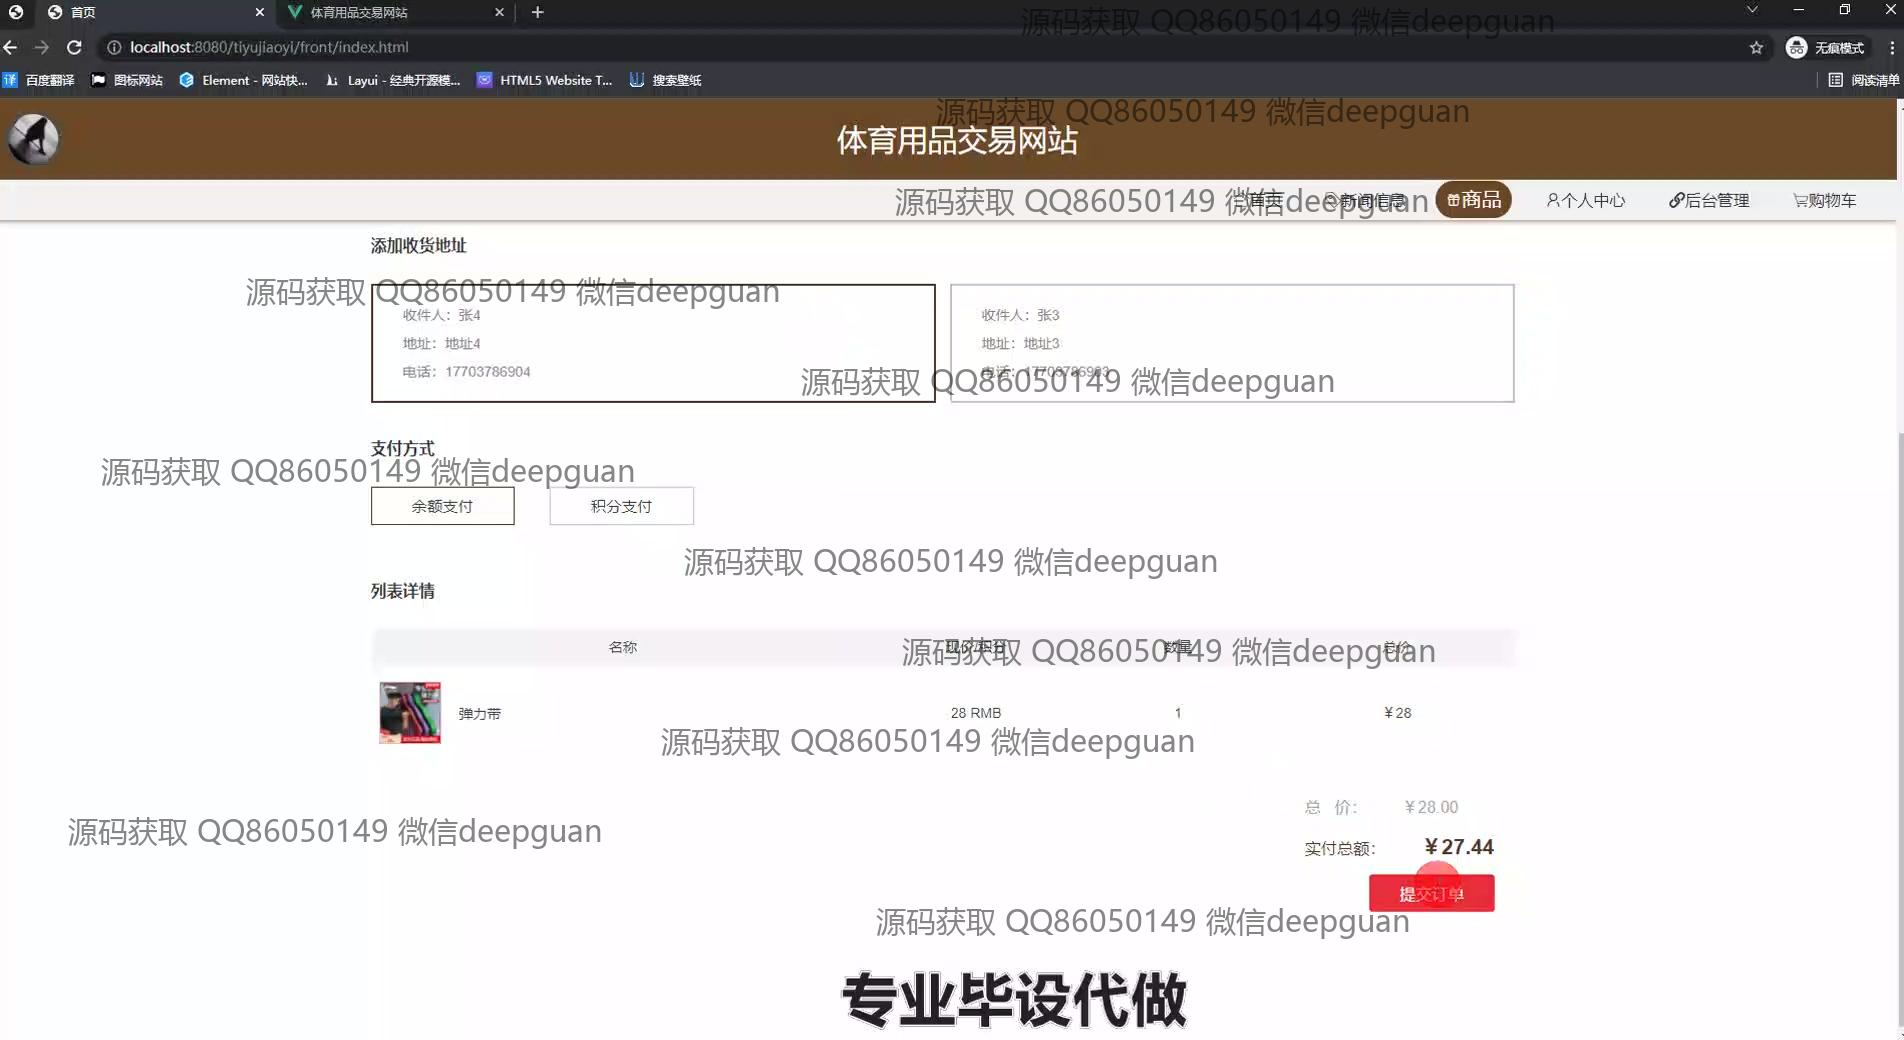 首页
体育用品交易网站
localhost:8080/tiyujiaoyi/front/index.html
无痕模式
百度翻译
图标网站
Element - 网站快...
Layui - 经典开源模...
HTML5 Website T...
搜索壁纸
阅读清单
源码获取 QQ86050149 微信deepguan
源码获取 QQ86050149 微信deepguan
体育用品交易网站
源码获取 QQ86050149 微信deepguan
首页
新闻信息
商品
个人中心
后台管理
购物车
添加收货地址
源码获取 QQ86050149 微信deepguan
收件人：张4
地址：地址4
电话：17703786904
收件人：张3
地址：地址3
电话：
源码获取 QQ86050149 微信deepguan
支付方式
源码获取 QQ86050149 微信deepguan
余额支付
积分支付
源码获取 QQ86050149 微信deepguan
列表详情
名称
现价/积分
数量
总价
源码获取 QQ86050149 微信deepguan
弹力带
28 RMB
1
￥28
源码获取 QQ86050149 微信deepguan
总 价：
￥28.00
源码获取 QQ86050149 微信deepguan
实付总额：
￥27.44
提交订单
源码获取 QQ86050149 微信deepguan
专业毕设代做